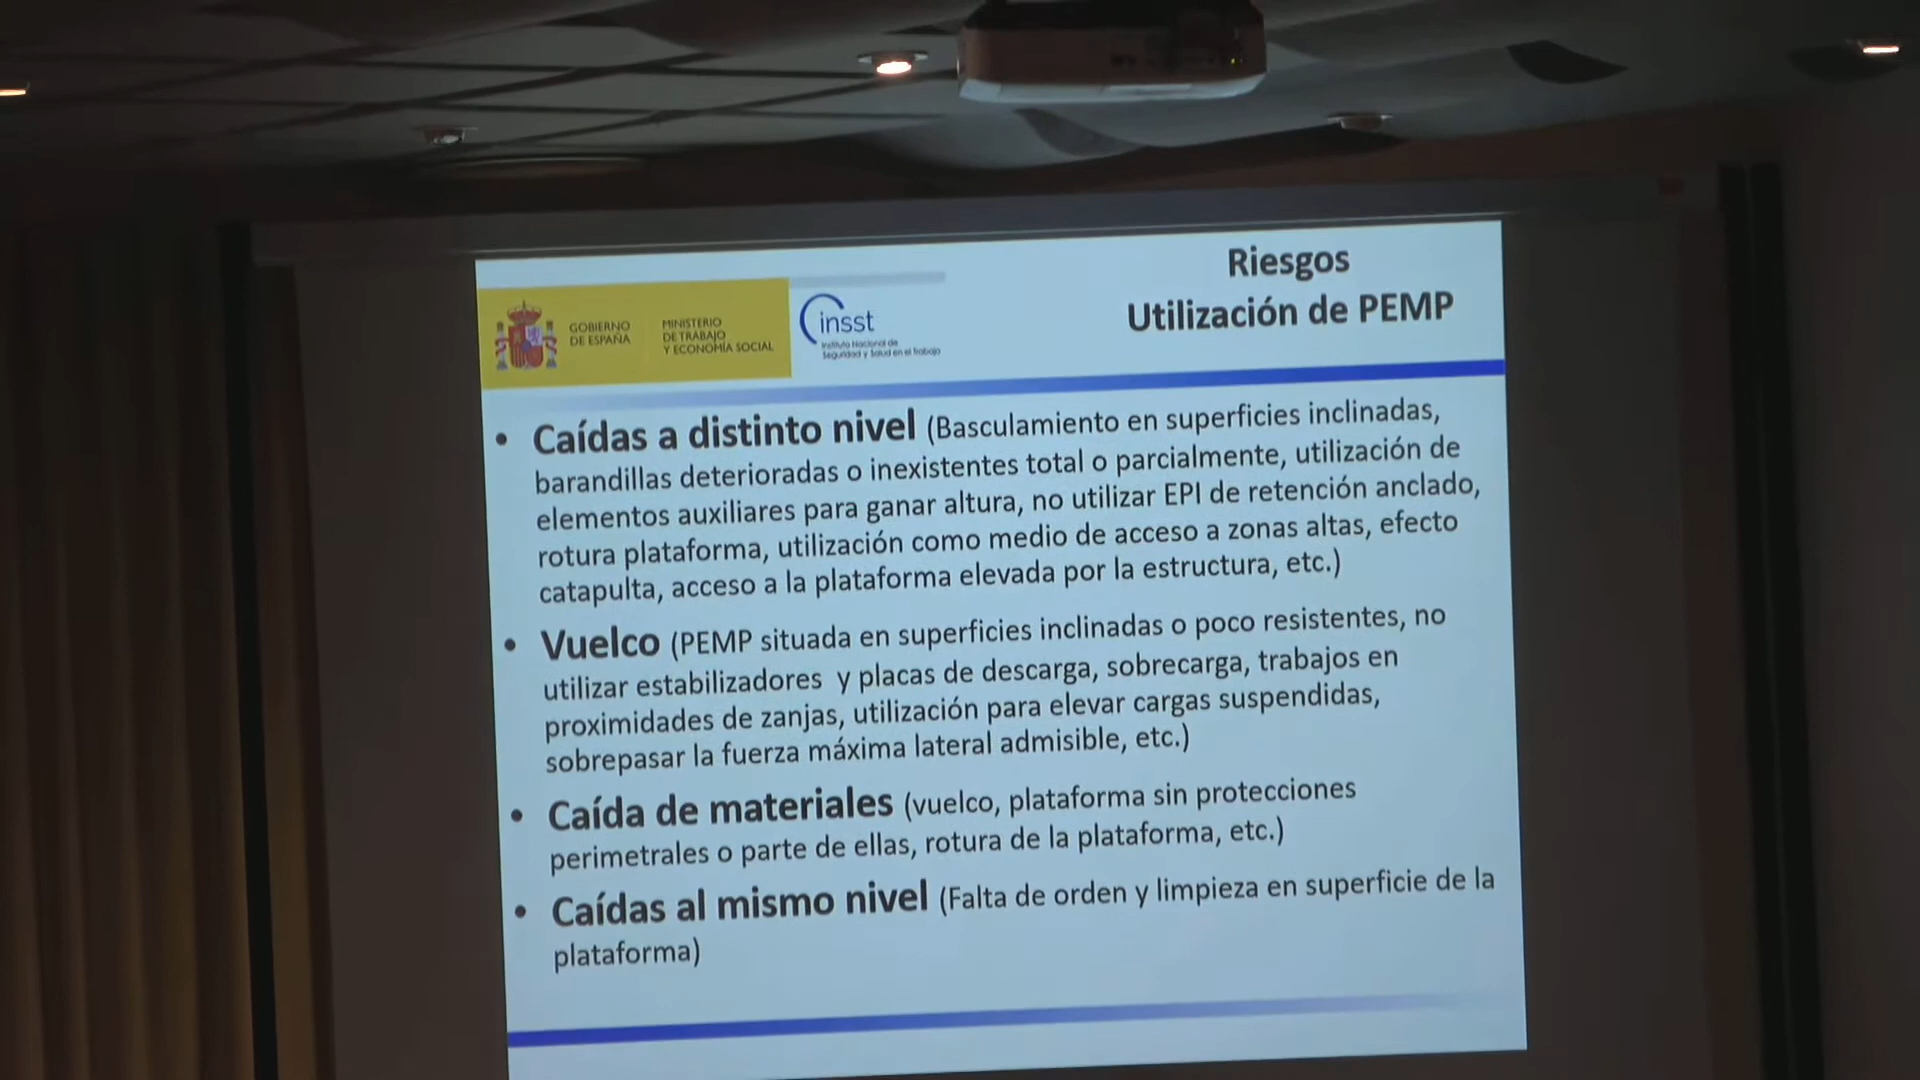 Riesgos
Utilización de PEMP
GOBIERNO
DE ESPAÑA
MINISTERIO
DE TRABAJO
Y ECONOMÍA SOCIAL
insst
Instituto Nacional de
Seguridad y Salud en el Trabajo
• Caídas a distinto nivel (Basculamiento en superficies inclinadas,
barandillas deterioradas o inexistentes total o parcialmente, utilización de
elementos auxiliares para ganar altura, no utilizar EPI de retención anclado,
rotura plataforma, utilización como medio de acceso a zonas altas, efecto
catapulta, acceso a la plataforma elevada por la estructura, etc.)
• Vuelco (PEMP situada en superficies inclinadas o poco resistentes, no
utilizar estabilizadores y placas de descarga, sobrecarga, trabajos en
proximidades de zanjas, utilización para elevar cargas suspendidas,
sobrepasar la fuerza máxima lateral admisible, etc.)
• Caída de materiales (vuelco, plataforma sin protecciones
perimetrales o parte de ellas, rotura de la plataforma, etc.)
• Caídas al mismo nivel (Falta de orden y limpieza en superficie de la
plataforma)